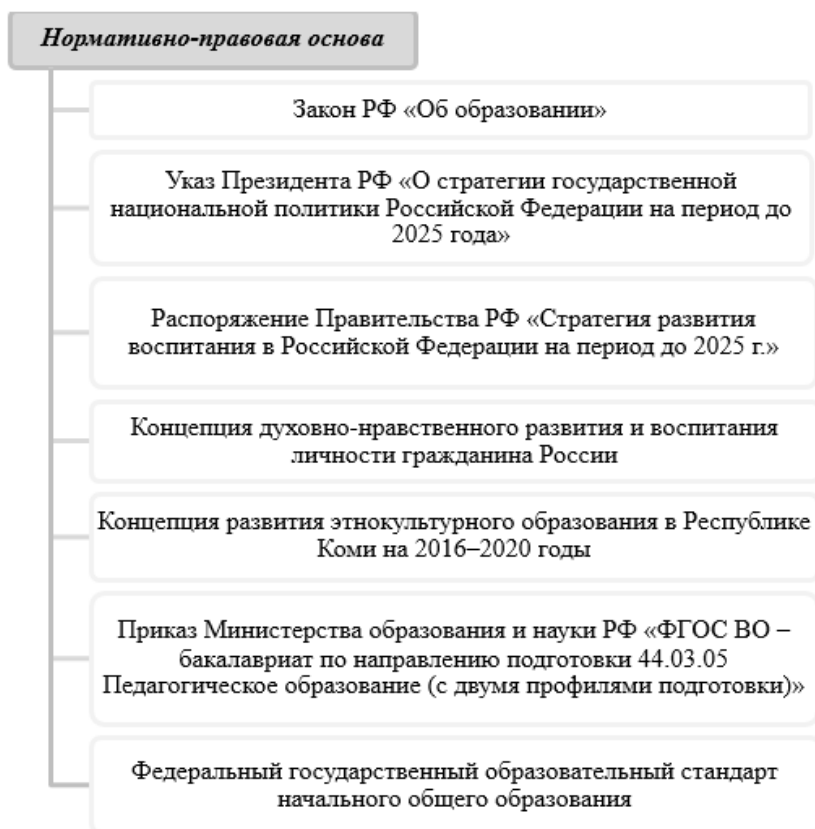 Нормативно-правовая основа
Закон РФ «Об образовании»
Указ Президента РФ «О стратегии государственной
национальной политики Российской Федерации на период до
2025 года»
Распоряжение Правительства РФ «Стратегия развития
воспитания в Российской Федерации на период до 2025 г.»
Концепция духовно-нравственного развития и воспитания
личности гражданина России
Концепция развития этнокультурного образования в Республике
Коми на 2016–2020 годы
Приказ Министерства образования и науки РФ «ФГОС ВО –
бакалавриат по направлению подготовки 44.03.05
Педагогическое образование (с двумя профилями подготовки)»
Федеральный государственный образовательный стандарт
начального общего образования